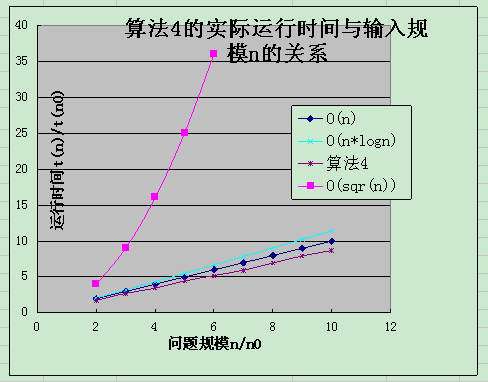 算法4的实际运行时间与输入规
模n的关系
运行时间t(n)/t(n0)
40
35
30
25
20
15
10
5
0
0
2
4
6
8
10
12
问题规模n/n0
O(n)
O(n*logn)
算法4
O(sqr(n))